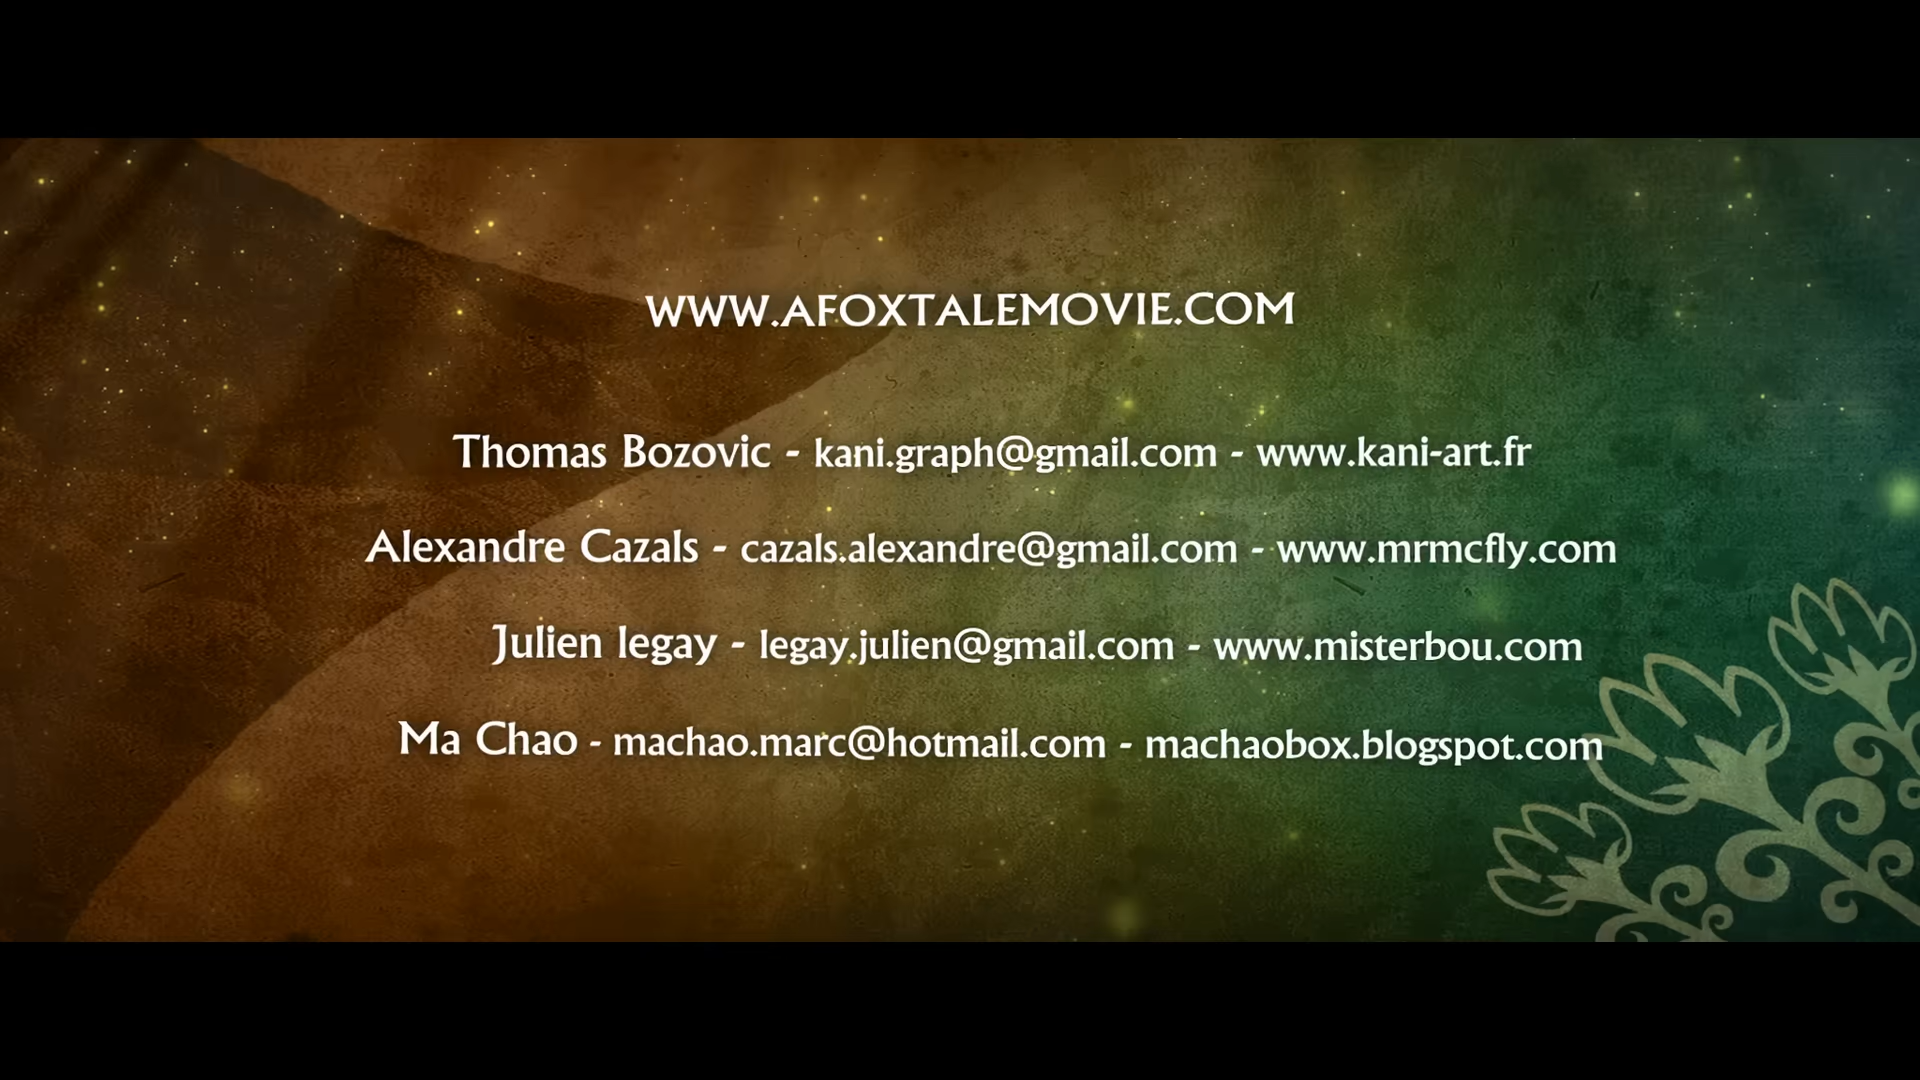 WWW.AFOXTALEMOVIE.COM
Thomas Bozovic - kani.graph@gmail.com - www.kani-art.fr
Alexandre Cazals - cazals.alexandre@gmail.com - www.mrmcfly.com
Julien legay - legay.julien@gmail.com - www.misterbou.com
Ma Chao - machao.marc@hotmail.com - machaobox.blogspot.com